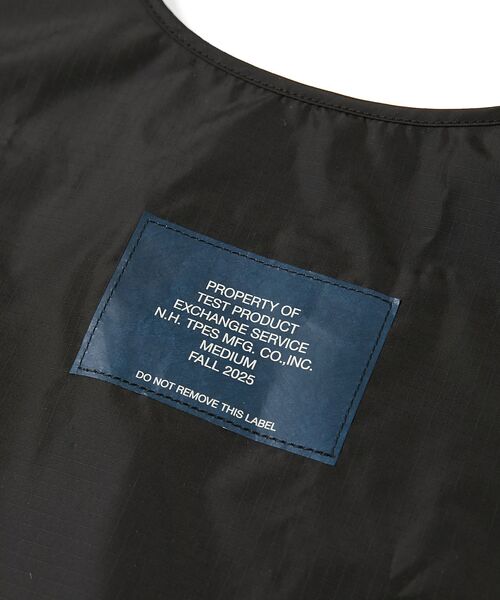 PROPERTY OF
TEST PRODUCT
EXCHANGE SERVICE
N.H. TPES MFG. CO.,INC.
MEDIUM
FALL 2025
DO NOT REMOVE THIS LABEL